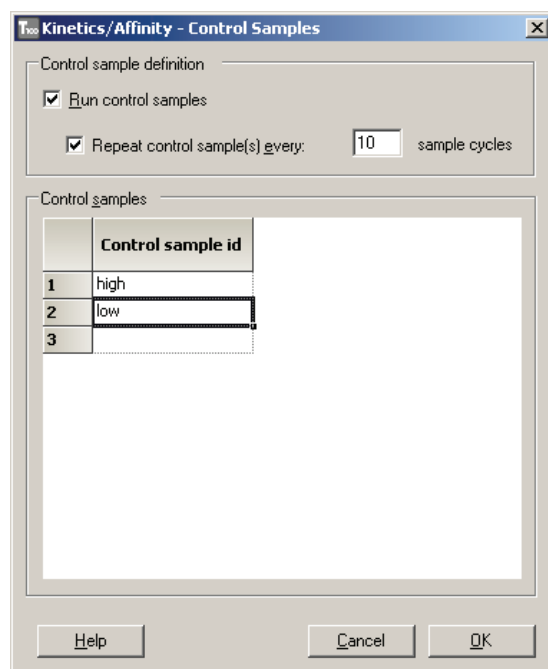 T100 Kinetics/Affinity - Control Samples
Control sample definition
Run control samples
Repeat control sample(s) every: 10 sample cycles
Control samples
Control sample id
1 high
2 low
3
Help Cancel OK